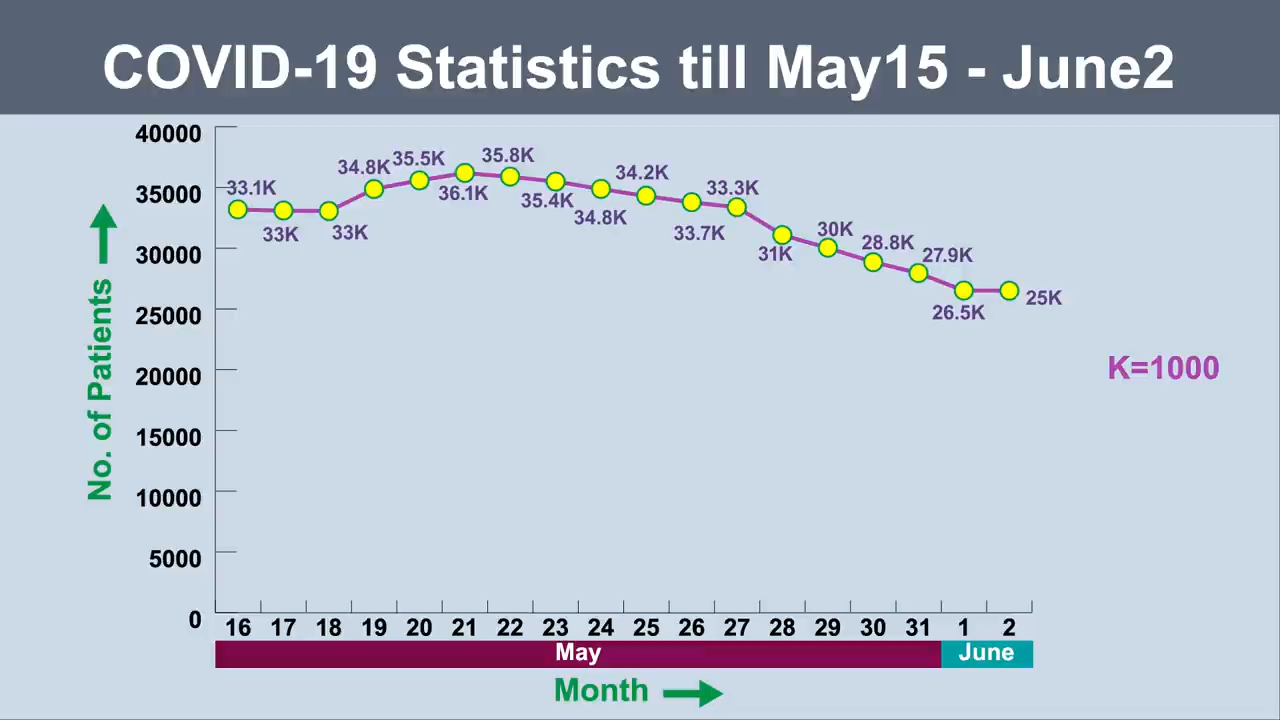 COVID-19 Statistics till May15 - June2
40000
35000
30000
25000
20000
15000
10000
5000
0
No. of Patients
33.1K
33K
33K
34.8K
35.5K
36.1K
35.8K
35.4K
34.8K
34.2K
33.7K
33.3K
31K
30K
28.8K
27.9K
26.5K
25K
K=1000
16 17 18 19 20 21 22 23 24 25 26 27 28 29 30 31 1 2
May June
Month